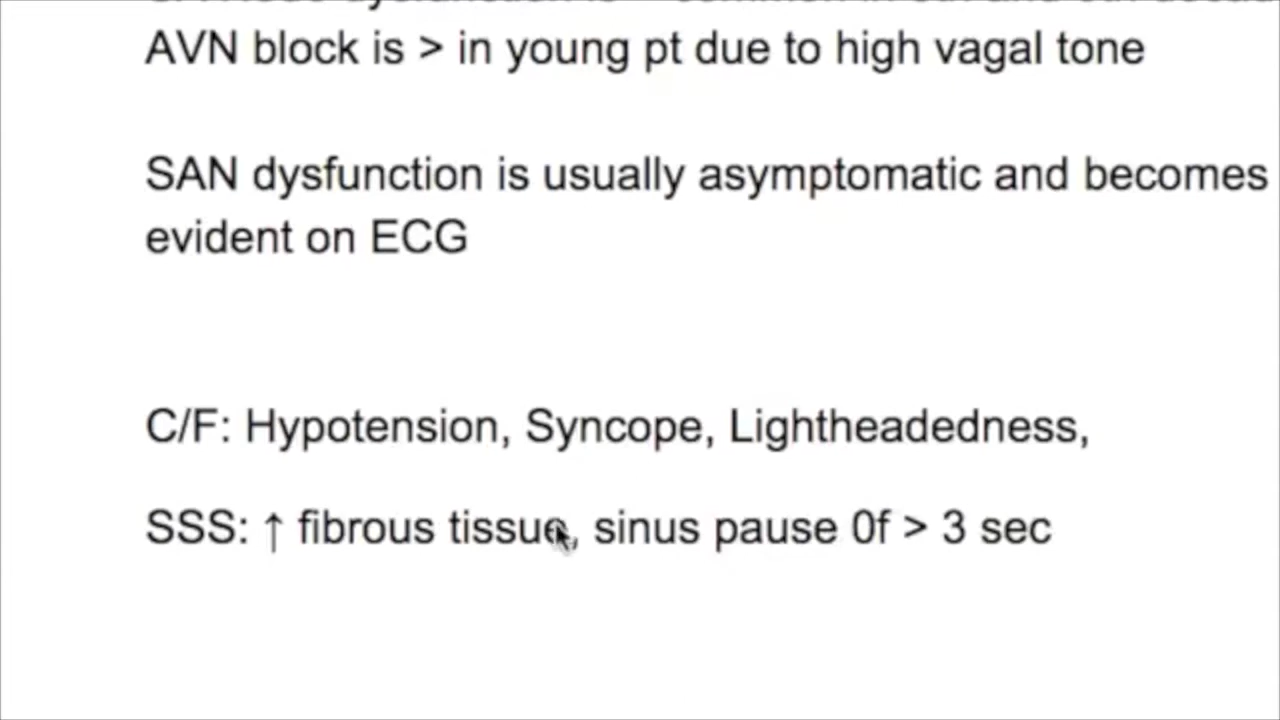 AVN block is > in young pt due to high vagal tone
SAN dysfunction is usually asymptomatic and becomes
evident on ECG
C/F: Hypotension, Syncope, Lightheadedness,
SSS: ↑ fibrous tissue, sinus pause 0f > 3 sec